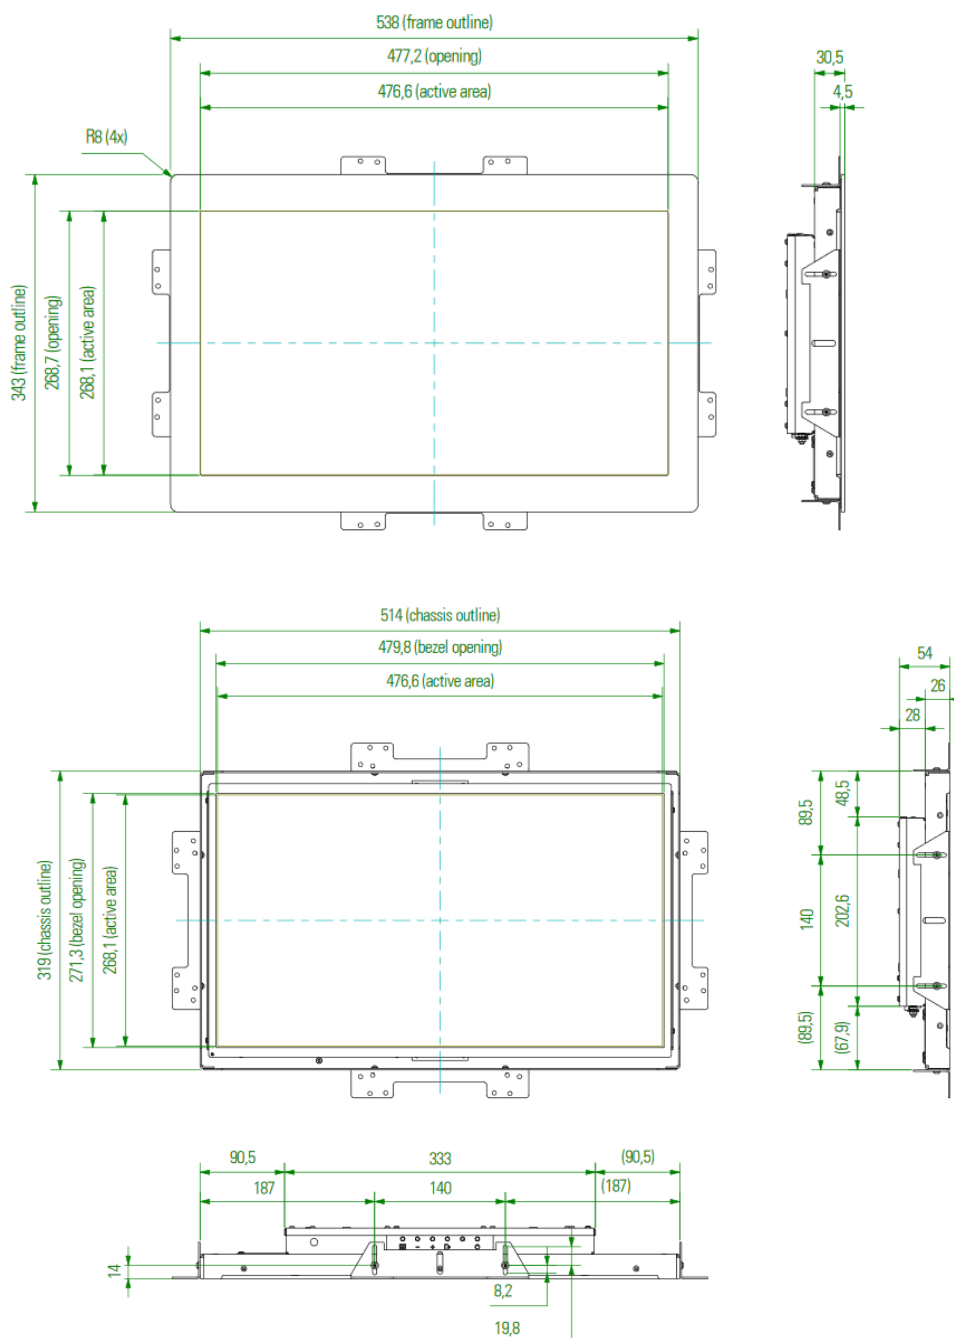 538 (frame outline)
477,2 (opening)
476,6 (active area)
R8 (4x)
343 (frame outline)
268,7 (opening)
268,1 (active area)
30,5
4,5
514 (chassis outline)
479,8 (bezel opening)
476,6 (active area)
319 (chassis outline)
271,3 (bezel opening)
268,1 (active area)
54
26
28
89,5
48,5
140
202,6
(89,5)
(67,9)
90,5
333
(90,5)
187
140
(187)
14
8,2
19,8